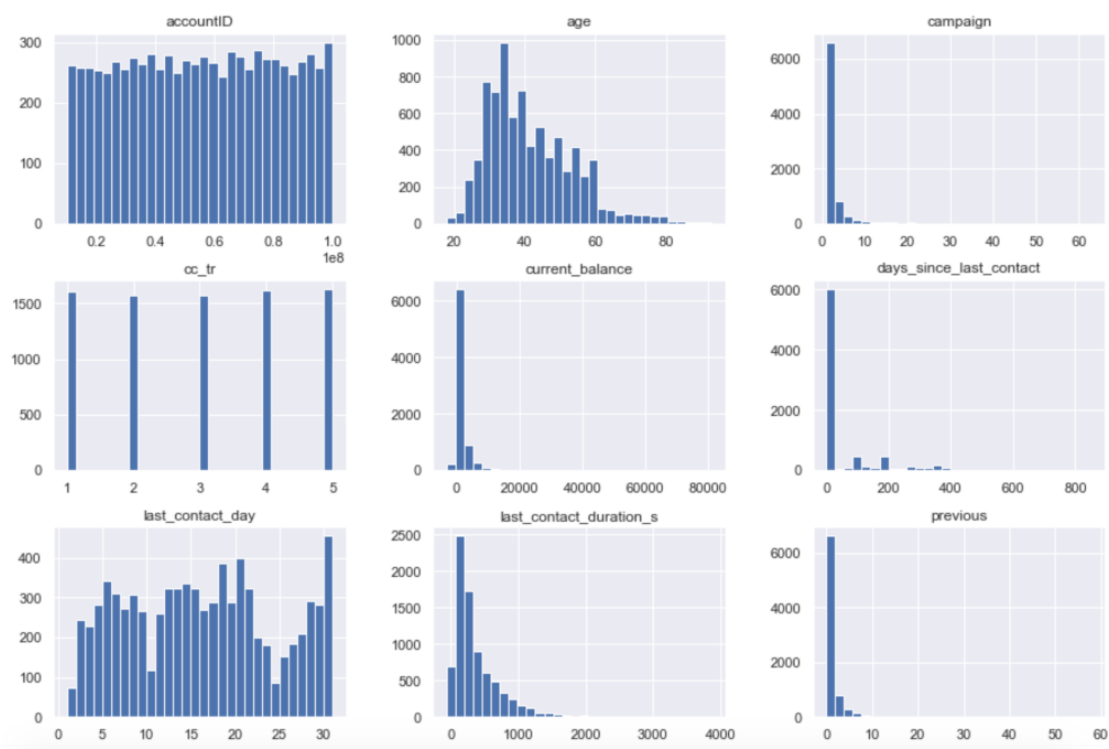 accountID
300
200
100
0
0.2 0.4 0.6 0.8 1.0
1e8
age
1000
800
600
400
200
0
20 40 60 80
campaign
6000
4000
2000
0
0 10 20 30 40 50 60
cc_tr
1500
1000
500
0
1 2 3 4 5
current_balance
6000
4000
2000
0
0 20000 40000 60000 80000
days_since_last_contact
6000
4000
2000
0
0 200 400 600 800
last_contact_day
400
300
200
100
0
0 5 10 15 20 25 30
last_contact_duration_s
2500
2000
1500
1000
500
0
0 1000 2000 3000 4000
previous
6000
4000
2000
0
0 10 20 30 40 50 60